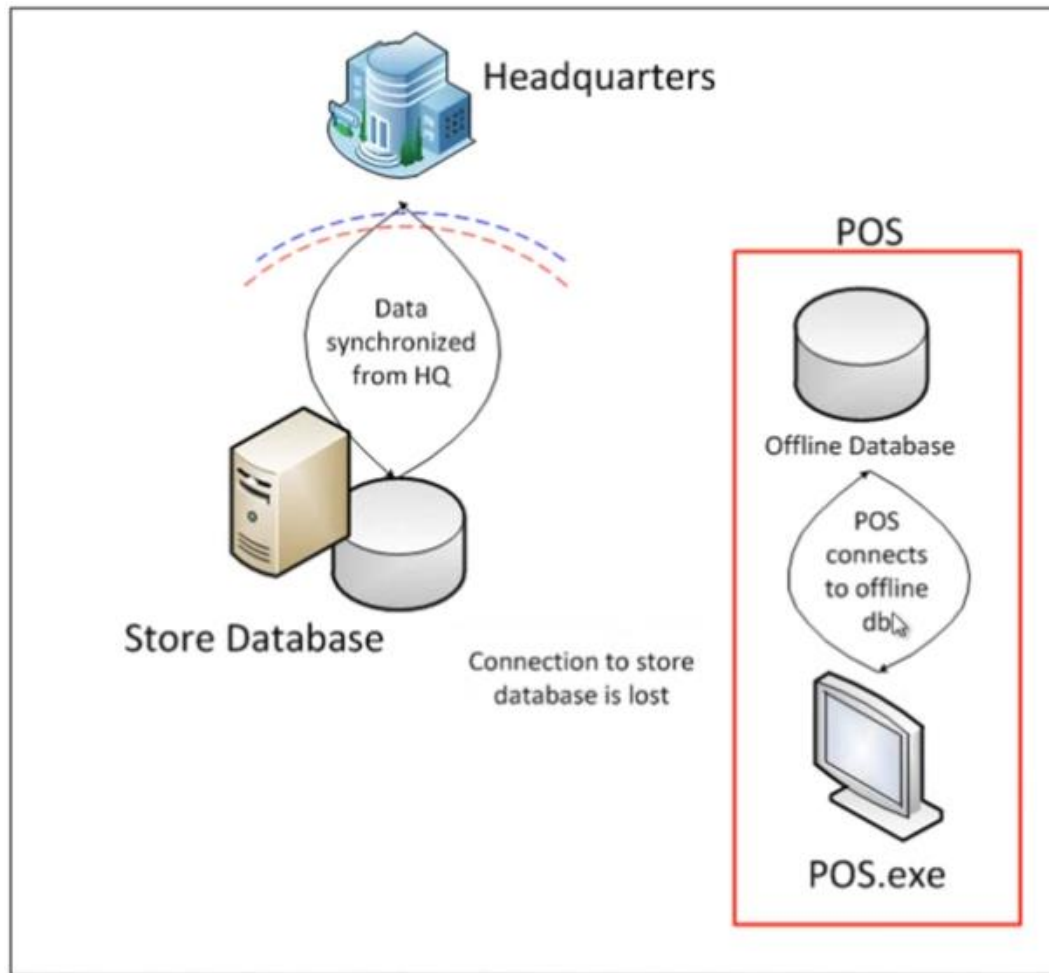 Headquarters
Data
synchronized
from HQ
Store Database
Connection to store
database is lost
POS
Offline Database
POS
connects
to offline
db
POS.exe